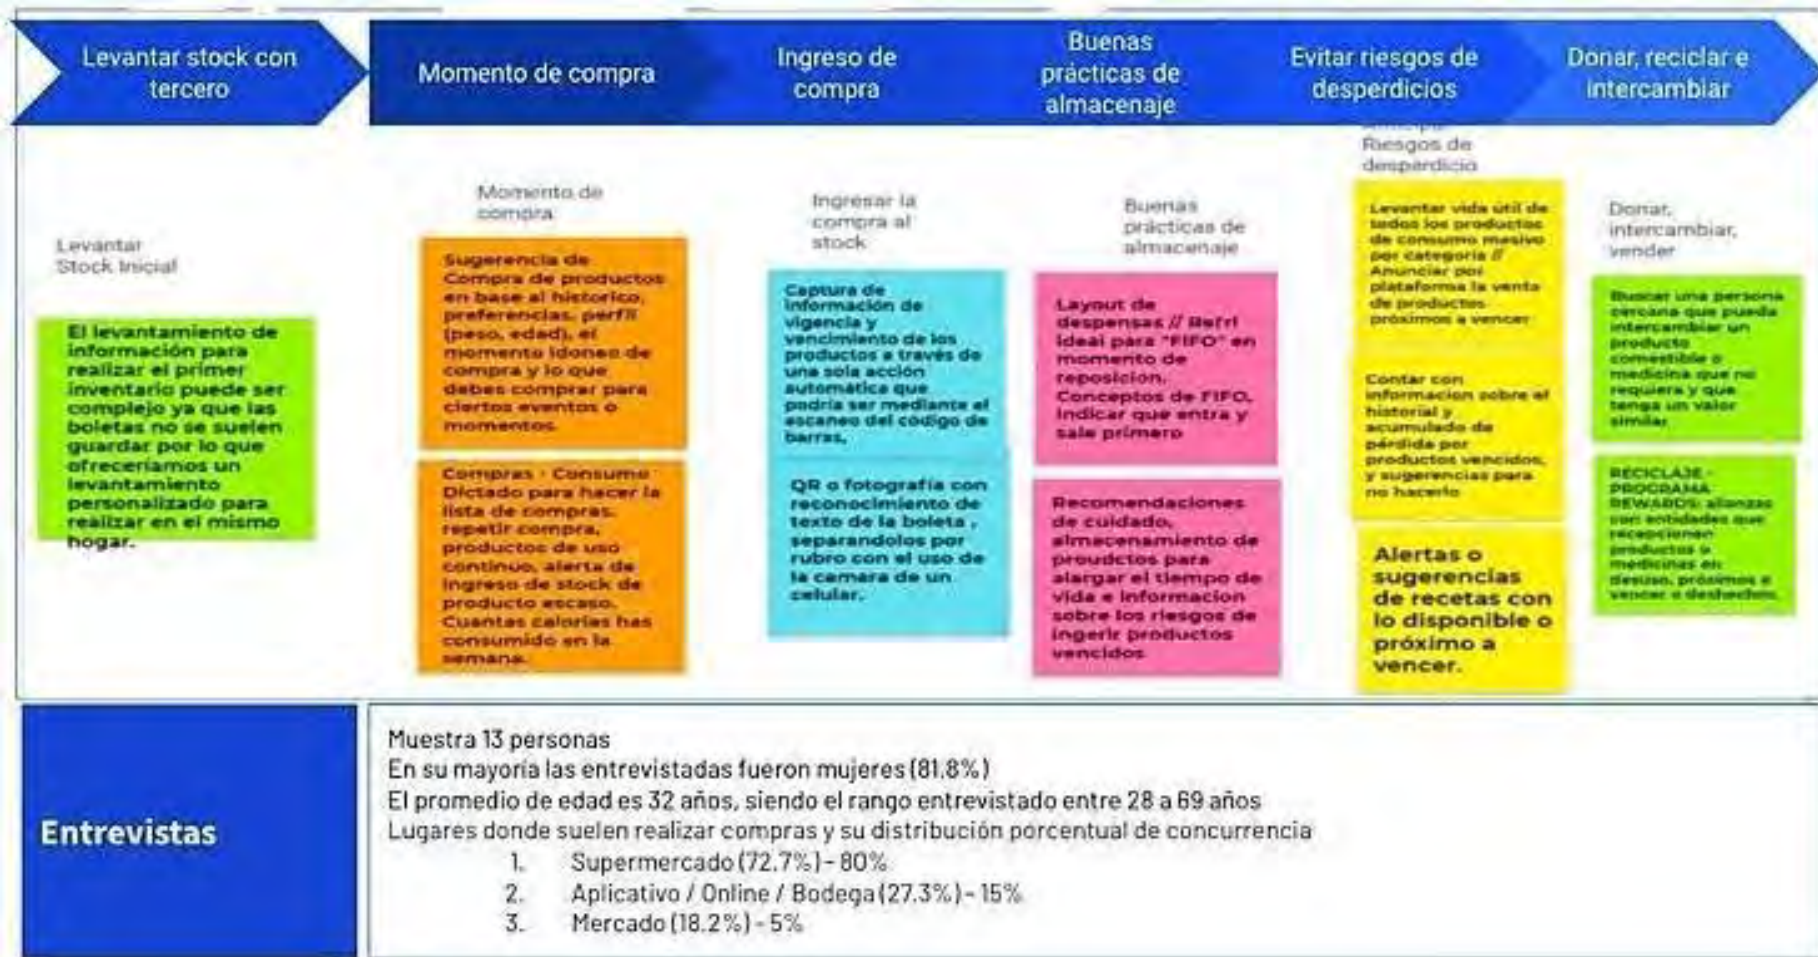 Levantar stock con
tercero
Momento de compra
Ingreso de
compra
Buenas
prácticas de
almacenaje
Evitar riesgos de
desperdicios
Donar, reciclar e
intercambiar
Levantar
Stock Inicial
El levantamiento de
información para
realizar el primer
inventario puede ser
complejo ya que las
boletas no se suelen
guardar por lo que
ofreceríamos un
levantamiento
personalizado para
realizar en el mismo
hogar.
Momento de
compra
Sugerencia de
Compra de productos
en base al historico,
preferencias, perfil
(peso, edad), el
momento idoneo de
compra y lo que
debes comprar para
ciertos eventos o
momentos.
Compras - Consumo
Dictado para hacer la
lista de compras,
repetir compra,
productos de uso
continuo, alerta de
ingreso de stock de
producto escaso.
Cuantas calorías has
consumido en la
semana.
Ingresar la
compra al
stock
Captura de
información de
vigencia y
vencimiento de los
productos a través de
una sola acción
automática que
podría ser mediante el
escaneo del código de
barras,
QR o fotografía con
reconocimiento de
texto de la boleta ,
separandolos por
rubro con el uso de
la camara de un
celular.
Buenas
prácticas de
almacenaje
Layout de
despensas // Refri
ideal para "FIFO" en
momento de
reposicion.
Conceptos de FIFO,
Indicar que entra y
sale primero
Recomendaciones
de cuidado,
almacenamiento de
proudctos para
alargar el tiempo de
vida e informacion
sobre los riesgos de
ingerir productos
vencidos
Riesgos de
desperdicio
Levantar vida útil de
todos los productos
de consumo masivo
por categoría //
Anunciar por
plataforma la venta
de productos
próximos a vencer
Contar con
informacion sobre el
historial y
acumulado de
pérdida por
productos vencidos,
y sugerencias para
no hacerlo
Alertas o
sugerencias
de recetas con
lo disponible o
próximo a
vencer.
Donar,
intercambiar,
vender
Buscar una persona
cercana que pueda
intercambiar un
producto
comestible o
medicina que no
requiera y que
tenga un valor
similar
RECICLAJE -
PROGRAMA
REWARDS: alianzas
con entidades que
recepcionen
productos o
medicinas en
desuso, próximos a
vencer o deshechos.
Entrevistas
Muestra 13 personas
En su mayoría las entrevistadas fueron mujeres (81.8%)
El promedio de edad es 32 años, siendo el rango entrevistado entre 28 a 69 años
Lugares donde suelen realizar compras y su distribución porcentual de concurrencia
1. Supermercado (72.7%) - 80%
2. Aplicativo / Online / Bodega (27.3%) - 15%
3. Mercado (18.2%) - 5%